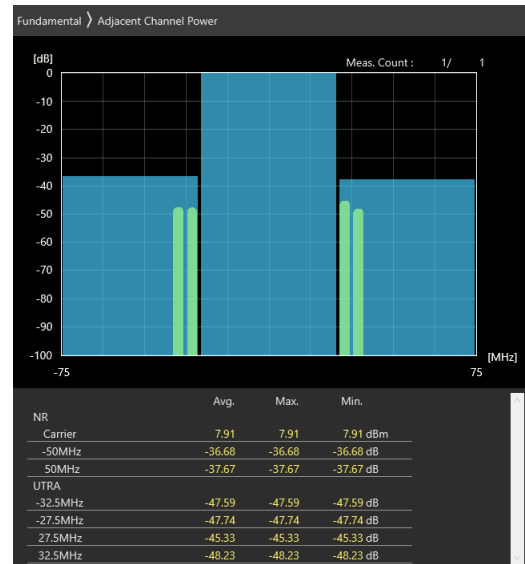 Fundamental 〉 Adjacent Channel Power
[dB]
Meas. Count : 1/ 1
0
-10
-20
-30
-40
-50
-60
-70
-80
-90
-100
[MHz]
-75 75
Avg. Max. Min.
NR
Carrier 7.91 7.91 7.91 dBm
-50MHz -36.68 -36.68 -36.68 dB
50MHz -37.67 -37.67 -37.67 dB
UTRA
-32.5MHz -47.59 -47.59 -47.59 dB
-27.5MHz -47.74 -47.74 -47.74 dB
27.5MHz -45.33 -45.33 -45.33 dB
32.5MHz -48.23 -48.23 -48.23 dB